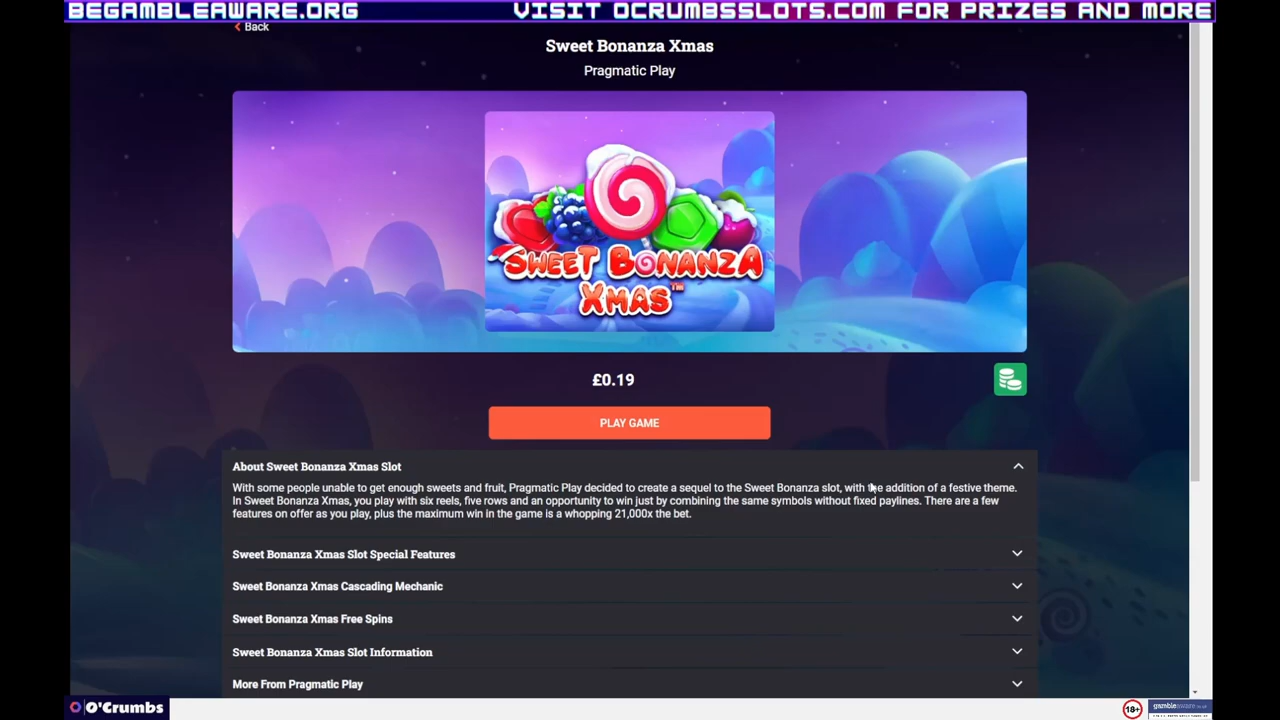 BEGAMBLEAWARE.ORG
VISIT OCRUMBSSLOTS.COM FOR PRIZES AND MORE
Back
Sweet Bonanza Xmas
Pragmatic Play
SWEET BONANZA
XMAS™
£0.19
PLAY GAME
About Sweet Bonanza Xmas Slot
With some people unable to get enough sweets and fruit, Pragmatic Play decided to create a sequel to the Sweet Bonanza slot, with the addition of a festive theme.
In Sweet Bonanza Xmas, you play with six reels, five rows and an opportunity to win just by combining the same symbols without fixed paylines. There are a few
features on offer as you play, plus the maximum win in the game is a whopping 21,000x the bet.
Sweet Bonanza Xmas Slot Special Features
Sweet Bonanza Xmas Cascading Mechanic
Sweet Bonanza Xmas Free Spins
Sweet Bonanza Xmas Slot Information
More From Pragmatic Play
O'Crumbs
18+
gambleaware